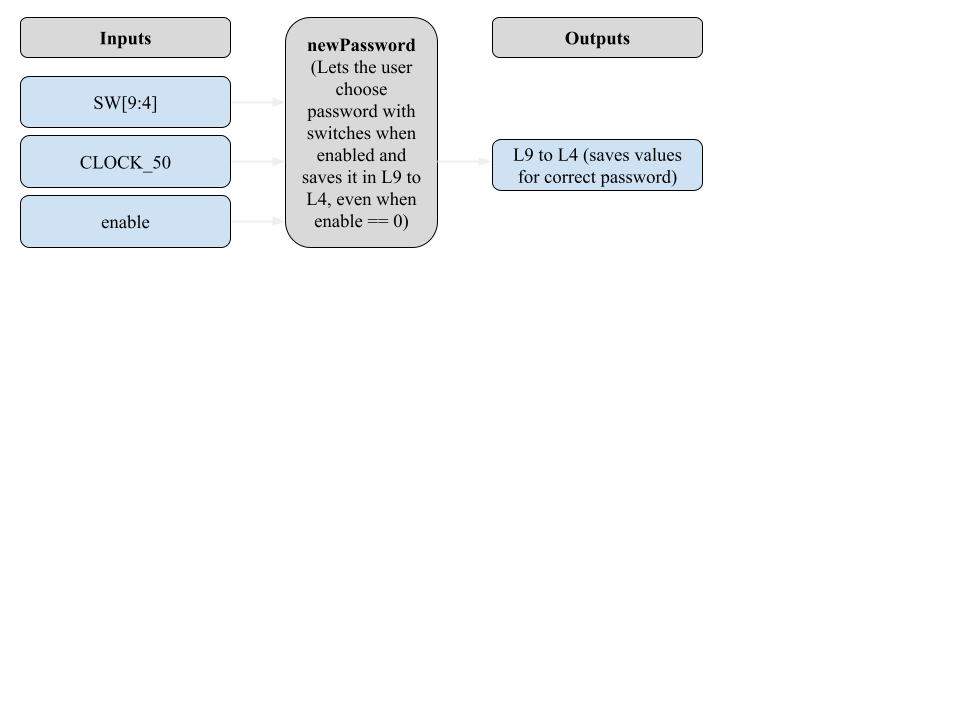 Inputs
SW[9:4]
CLOCK_50
enable
newPassword
(Lets the user
choose
password with
switches when
enabled and
saves it in L9 to
L4, even when
enable == 0)
Outputs
L9 to L4 (saves values
for correct password)